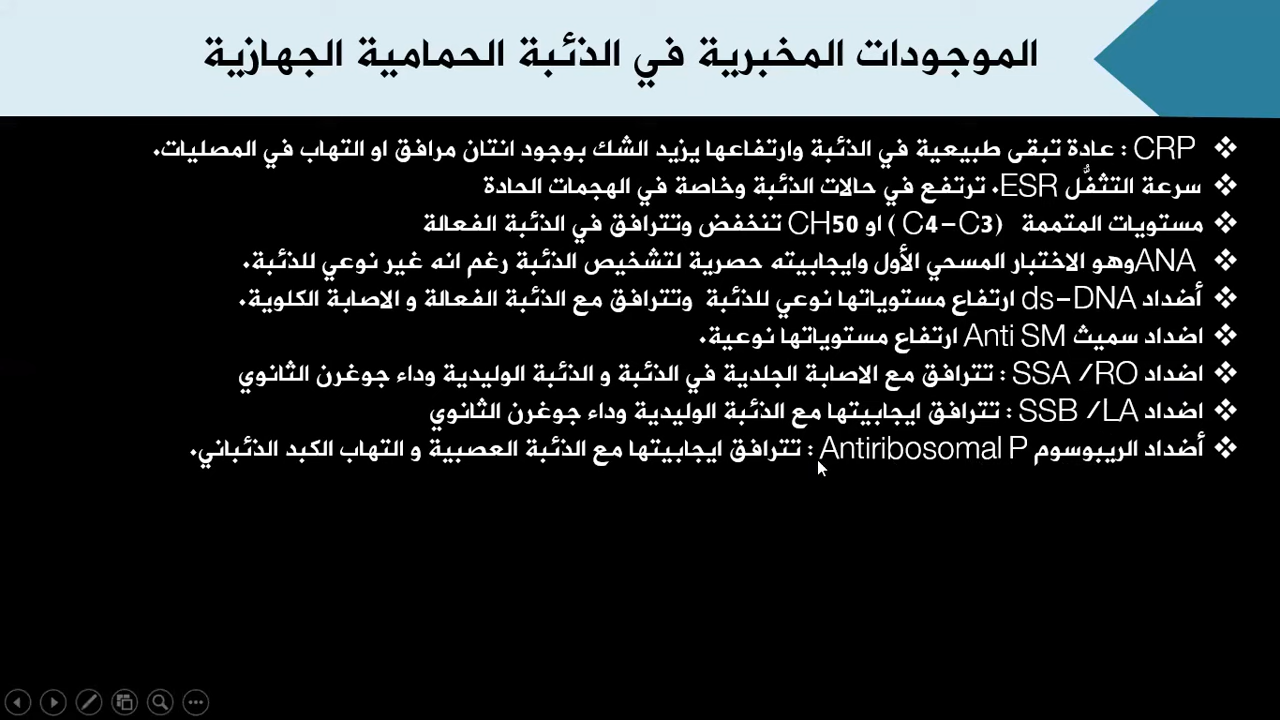 الموجودات المخبرية في الذئبة الحمامية الجهازية
❖ CRP : عادة تبقى طبيعية في الذئبة وارتفاعها يزيد الشك بوجود انتان مرافق او التهاب في المصليات.
❖ سرعة التثفُّل ESR. ترتفع في حالات الذئبة وخاصة في الهجمات الحادة
❖ مستويات المتممة (C4-C3 ) او CH50 تنخفض وتترافق في الذئبة الفعالة
❖ ANAوهو الاختبار المسحي الأول وايجابيته حصرية لتشخيص الذئبة رغم انه غير نوعي للذئبة.
❖ أضداد ds-DNA ارتفاع مستوياتها نوعي للذئبة وتترافق مع الذئبة الفعالة و الاصابة الكلوية.
❖ اضداد سميث Anti SM ارتفاع مستوياتها نوعية.
❖ اضداد SSA /RO : تترافق مع الاصابة الجلدية في الذئبة و الذئبة الوليدية وداء جوغرن الثانوي
❖ اضداد SSB /LA : تترافق ايجابيتها مع الذئبة الوليدية وداء جوغرن الثانوي
❖ أضداد الريبوسوم Antiribosomal P : تترافق ايجابيتها مع الذئبة العصبية و التهاب الكبد الذئباني.